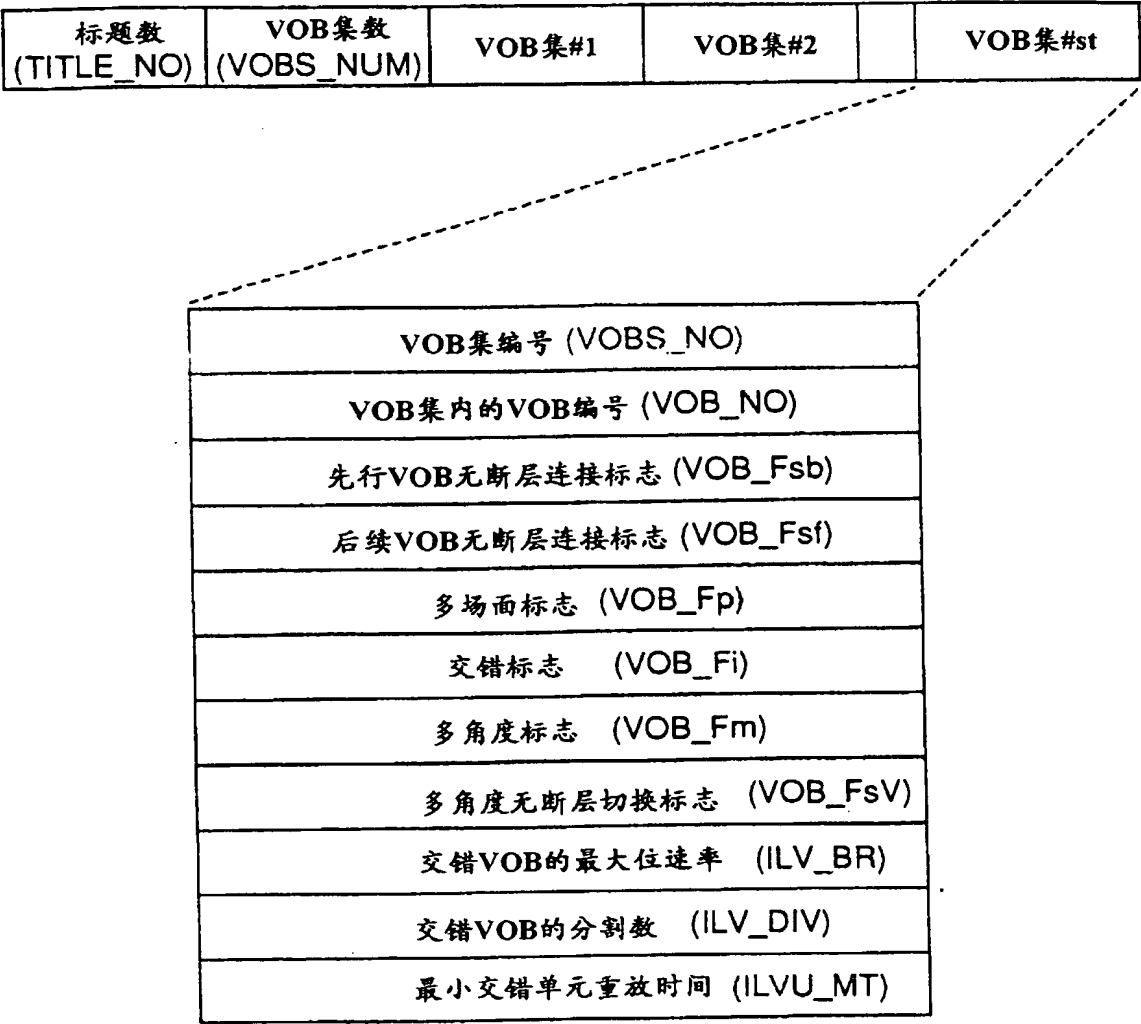 标题数
(TITLE_NO)
VOB集数
(VOBS_NUM)
VOB集#1
VOB集#2
VOB集#st
VOB集编号 (VOBS_NO)
VOB集内的VOB编号 (VOB_NO)
先行VOB无断层连接标志 (VOB_Fsb)
后续VOB无断层连接标志 (VOB_Fsf)
多场面标志 (VOB_Fp)
交错标志 (VOB_Fi)
多角度标志 (VOB_Fm)
多角度无断层切换标志 (VOB_FsV)
交错VOB的最大位速率 (ILV_BR)
交错VOB的分割数 (ILV_DIV)
最小交错单元重放时间 (ILVU_MT)